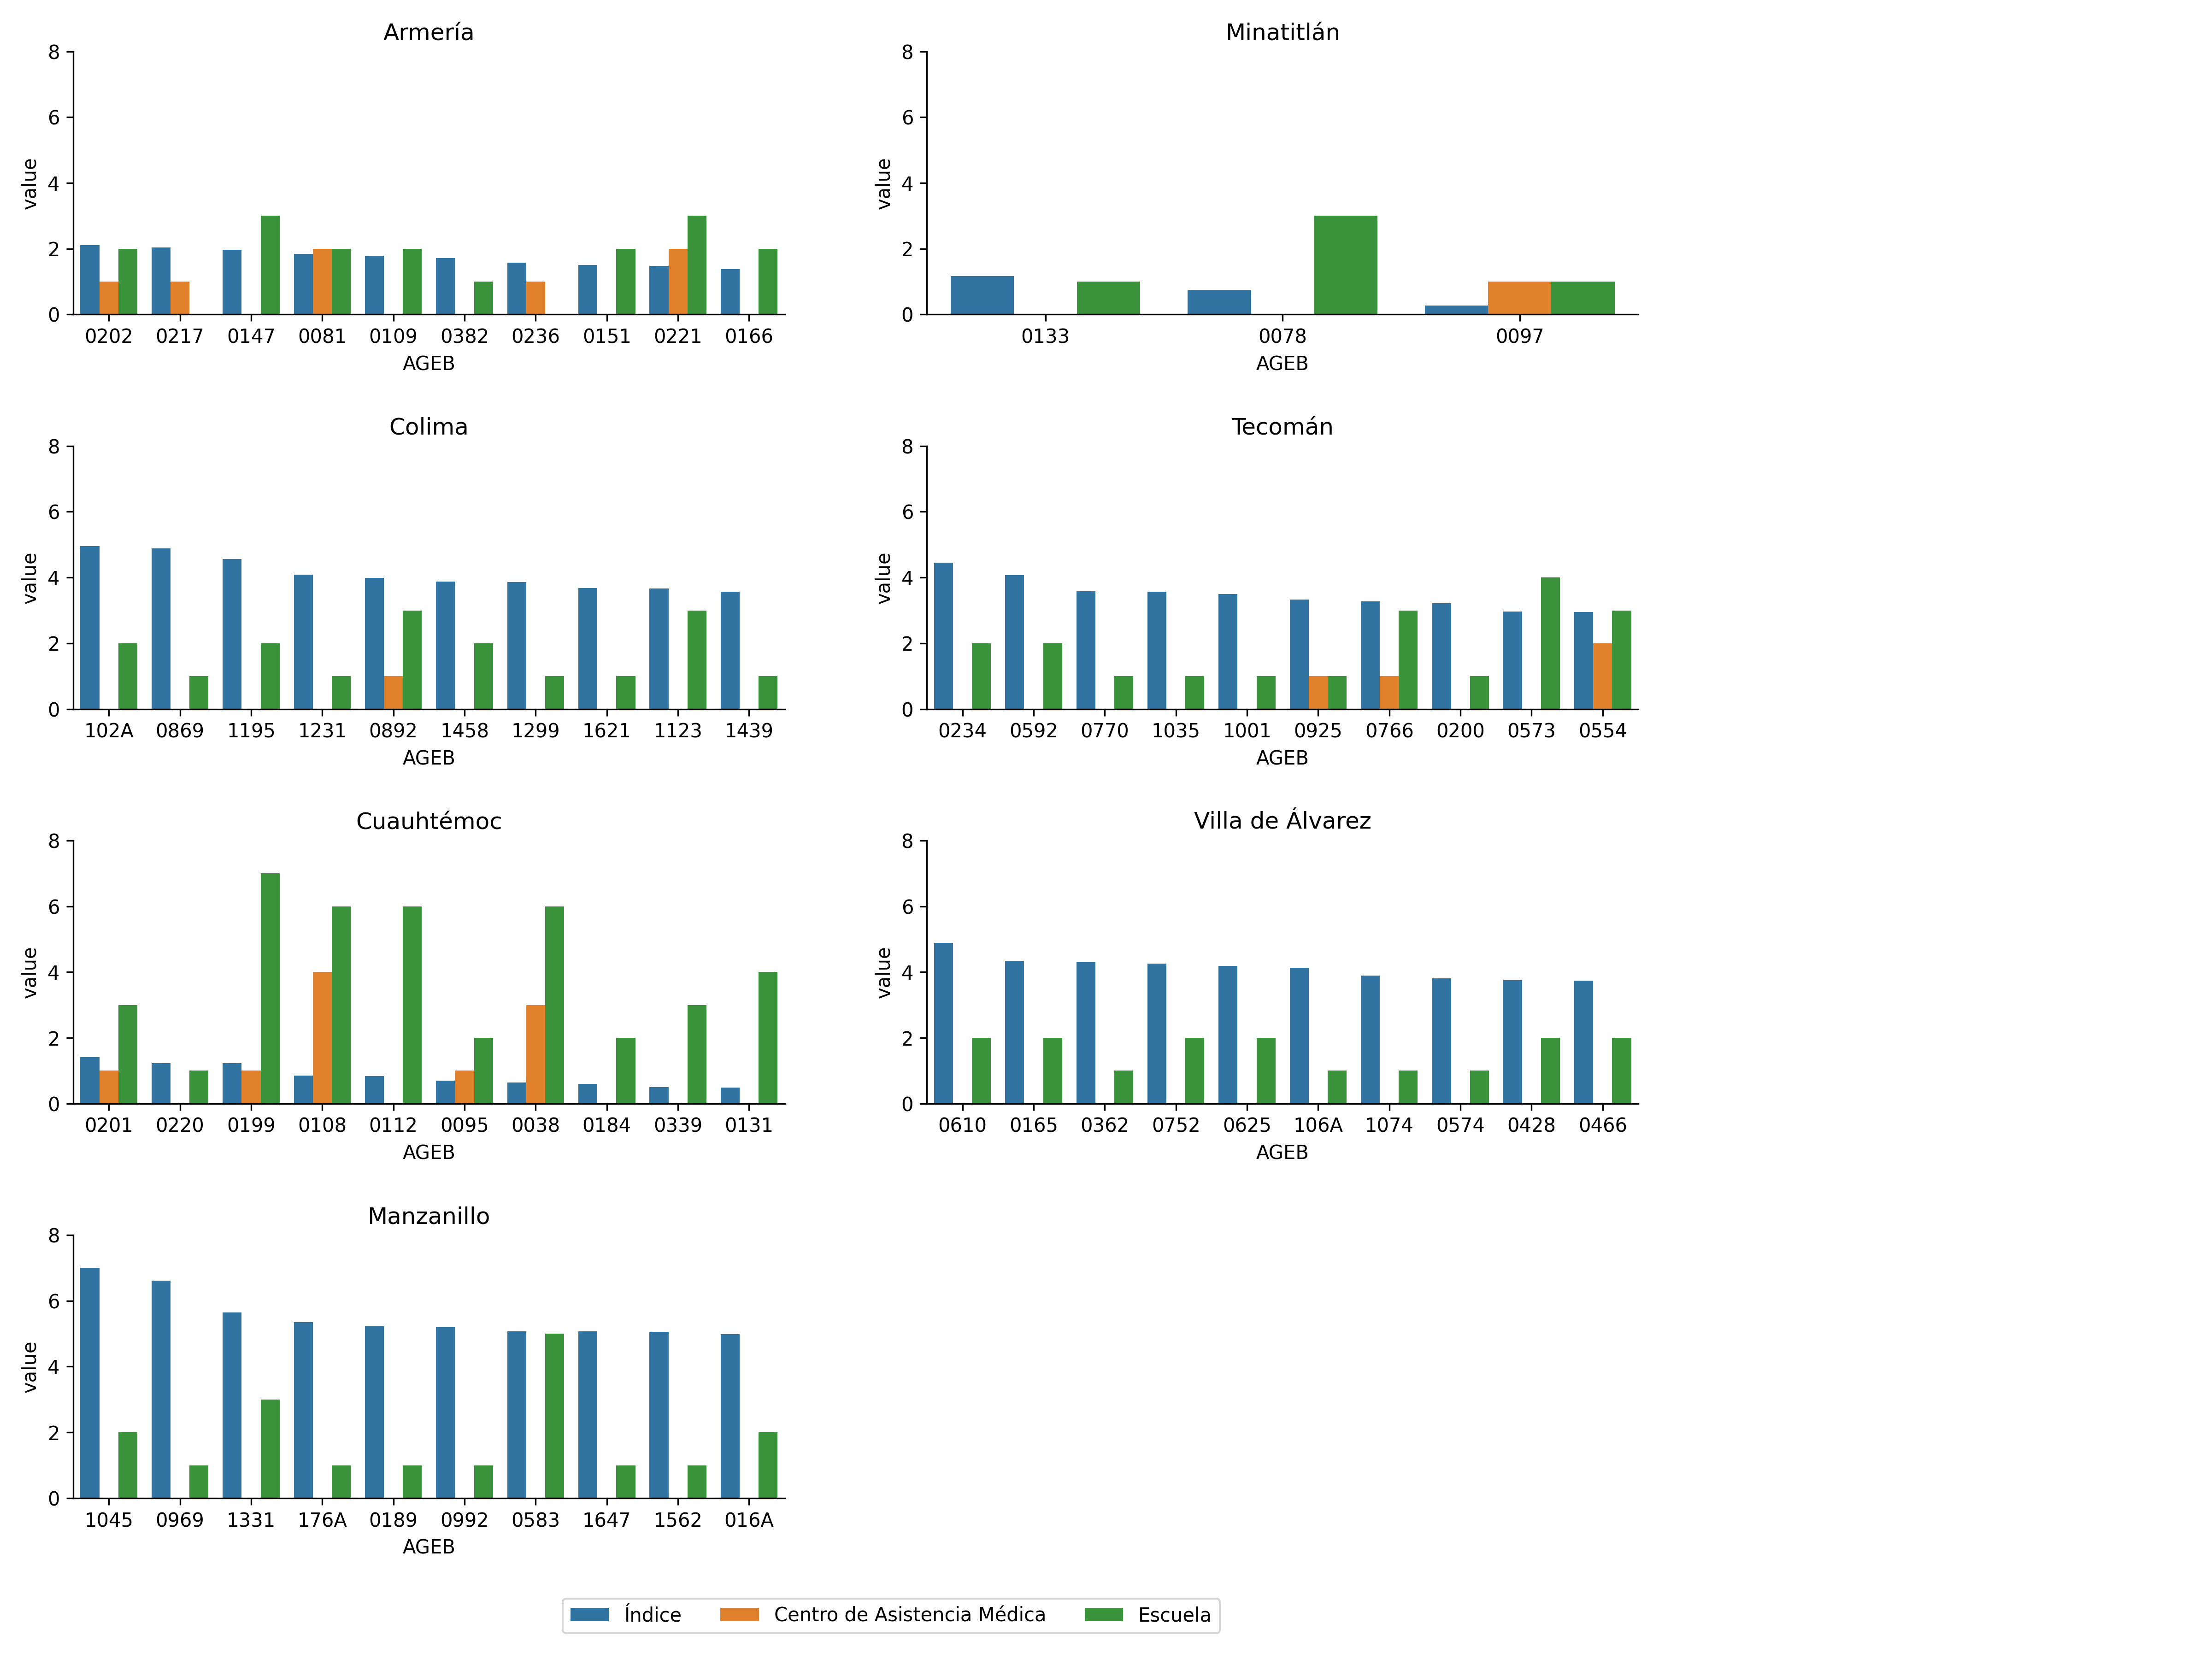 Armería
8
6
4
2
0
value
0202 0217 0147 0081 0109 0382 0236 0151 0221 0166
AGEB
Minatitlán
8
6
4
2
0
value
0133 0078 0097
AGEB
Colima
8
6
4
2
0
value
102A 0869 1195 1231 0892 1458 1299 1621 1123 1439
AGEB
Tecomán
8
6
4
2
0
value
0234 0592 0770 1035 1001 0925 0766 0200 0573 0554
AGEB
Cuauhtémoc
8
6
4
2
0
value
0201 0220 0199 0108 0112 0095 0038 0184 0339 0131
AGEB
Villa de Álvarez
8
6
4
2
0
value
0610 0165 0362 0752 0625 106A 1074 0574 0428 0466
AGEB
Manzanillo
8
6
4
2
0
value
1045 0969 1331 176A 0189 0992 0583 1647 1562 016A
AGEB
Índice Centro de Asistencia Médica Escuela